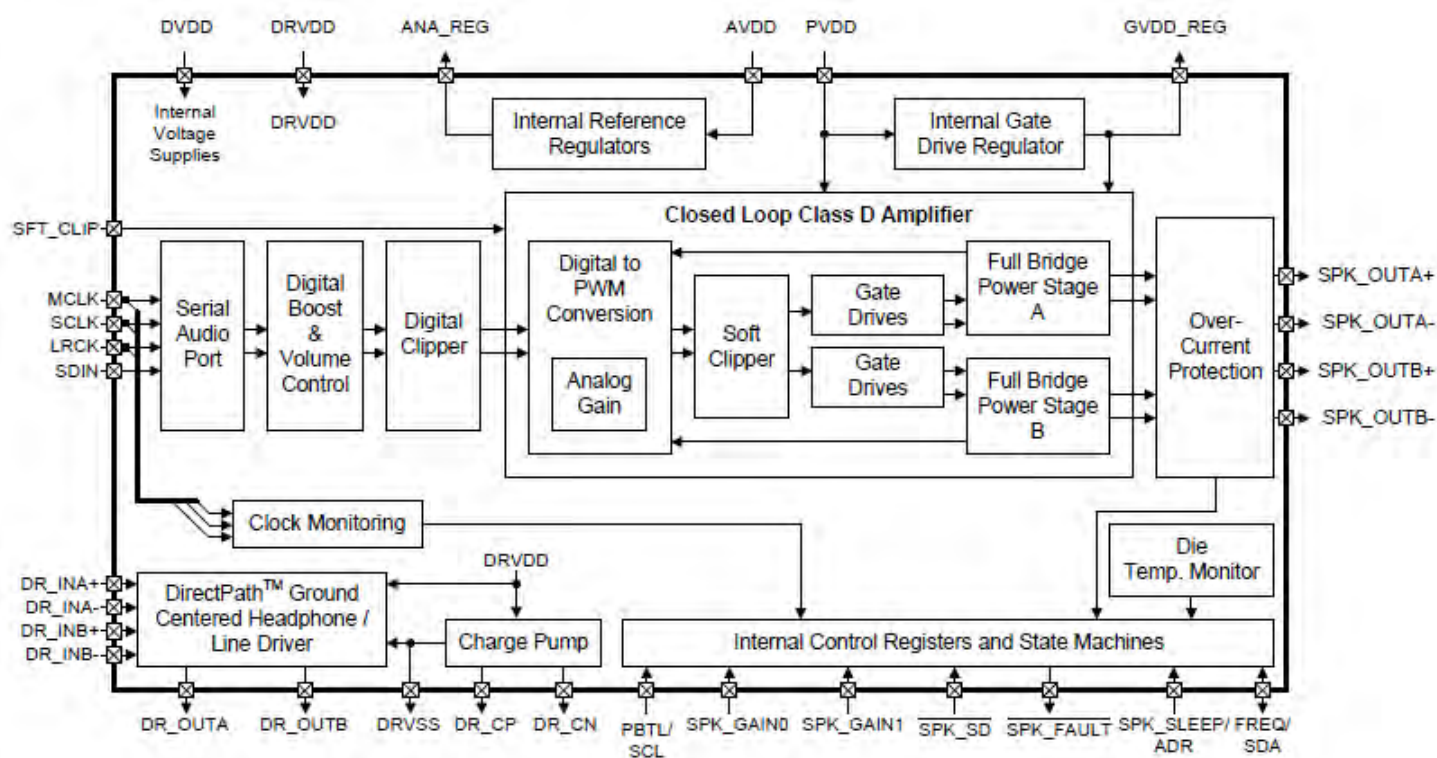 DVDD
DRVDD
ANA_REG
AVDD
PVDD
GVDD_REG
Internal
Voltage
Supplies
DRVDD
Internal Reference
Regulators
Internal Gate
Drive Regulator
SFT_CLIP
Closed Loop Class D Amplifier
MCLK
SCLK
LRCK
SDIN
Serial
Audio
Port
Digital
Boost
&
Volume
Control
Digital
Clipper
Digital to
PWM
Conversion
Analog
Gain
Soft
Clipper
Gate
Drives
Gate
Drives
Full Bridge
Power Stage
A
Full Bridge
Power Stage
B
Over-
Current
Protection
SPK_OUTA+
SPK_OUTA-
SPK_OUTB+
SPK_OUTB-
Clock Monitoring
Die
Temp. Monitor
DR_INA+
DR_INA-
DR_INB+
DR_INB-
DirectPath™ Ground
Centered Headphone /
Line Driver
DRVDD
Charge Pump
Internal Control Registers and State Machines
DR_OUTA
DR_OUTB
DRVSS
DR_CP
DR_CN
PBTL/
SCL
SPK_GAIN0
SPK_GAIN1
SPK_SD
SPK_FAULT
SPK_SLEEP/
ADR
FREQ/
SDA